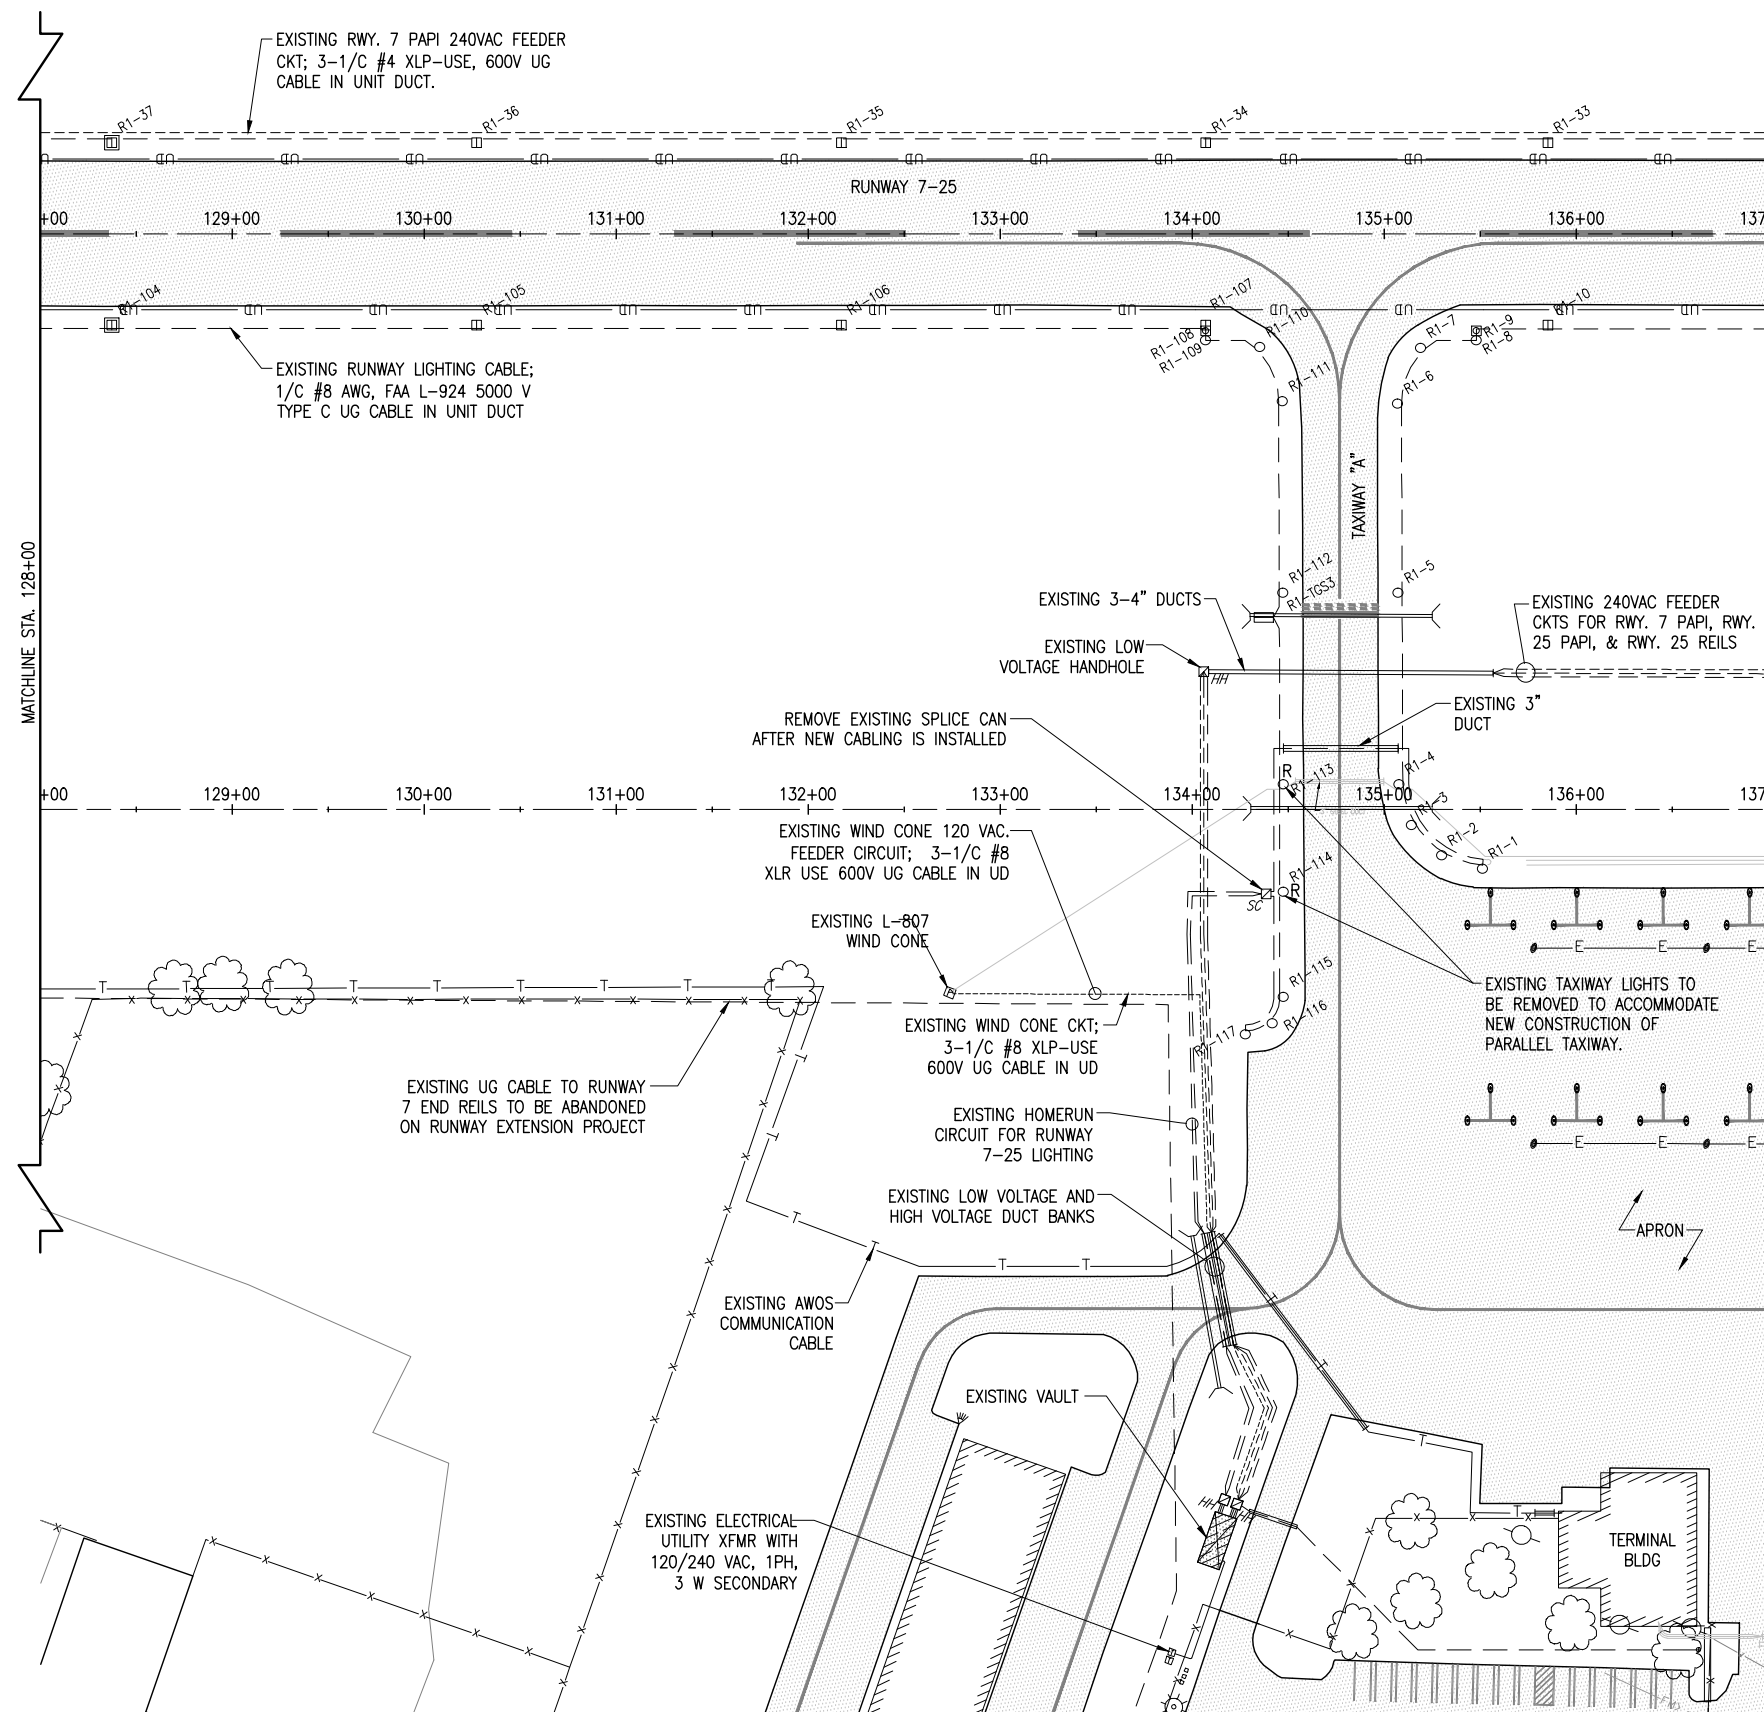 EXISTING RWY. 7 PAPI 240VAC FEEDER
CKT; 3-1/C #4 XLP-USE, 600V UG
CABLE IN UNIT DUCT.
R1-37
R1-36
R1-35
R1-34
R1-33
RUNWAY 7-25
+00
129+00
130+00
131+00
132+00
133+00
134+00
135+00
136+00
137
R1-104
R1-105
R1-106
R1-107
R1-108
R1-109
R1-110
R1-111
R1-10
R1-9
R1-8
R1-7
R1-6
EXISTING RUNWAY LIGHTING CABLE;
1/C #8 AWG, FAA L-924 5000 V
TYPE C UG CABLE IN UNIT DUCT
TAXIWAY "A"
MATCHLINE STA. 128+00
R1-112
R1-TGS3
R1-5
EXISTING 3-4" DUCTS
EXISTING LOW
VOLTAGE HANDHOLE
HH
EXISTING 240VAC FEEDER
CKTS FOR RWY. 7 PAPI, RWY.
25 PAPI, & RWY. 25 REILS
EXISTING 3"
DUCT
REMOVE EXISTING SPLICE CAN
AFTER NEW CABLING IS INSTALLED
R
R1-113
R1-4
R1-3
R1-2
R1-1
+00
129+00
130+00
131+00
132+00
133+00
134+00
135+00
136+00
137
EXISTING WIND CONE 120 VAC.
FEEDER CIRCUIT; 3-1/C #8
XLR USE 600V UG CABLE IN UD
R1-114
R
SC
EXISTING L-807
WIND CONE
E
E
E
R1-115
R1-116
R1-117
EXISTING TAXIWAY LIGHTS TO
BE REMOVED TO ACCOMMODATE
NEW CONSTRUCTION OF
PARALLEL TAXIWAY.
EXISTING WIND CONE CKT;
3-1/C #8 XLP-USE
600V UG CABLE IN UD
EXISTING UG CABLE TO RUNWAY
7 END REILS TO BE ABANDONED
ON RUNWAY EXTENSION PROJECT
EXISTING HOMERUN
CIRCUIT FOR RUNWAY
7-25 LIGHTING
E
E
E
EXISTING LOW VOLTAGE AND
HIGH VOLTAGE DUCT BANKS
APRON
EXISTING AWOS
COMMUNICATION
CABLE
EXISTING VAULT
HH
HH
EXISTING ELECTRICAL
UTILITY XFMR WITH
120/240 VAC, 1PH,
3 W SECONDARY
TERMINAL
BLDG